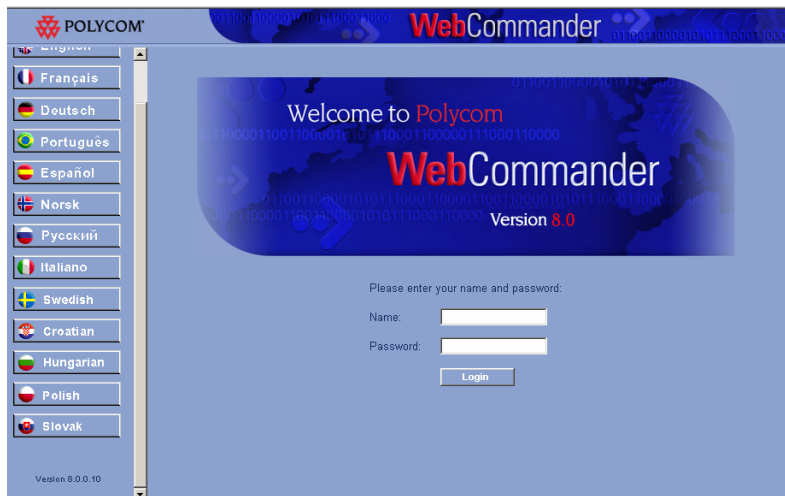 POLYCOM
WebCommander
English
Français
Deutsch
Português
Español
Norsk
Русский
Italiano
Swedish
Croatian
Hungarian
Polish
Slovak
Version 8.0.0.10
Welcome to Polycom
WebCommander
Version 8.0
Please enter your name and password:
Name:
Password:
Login